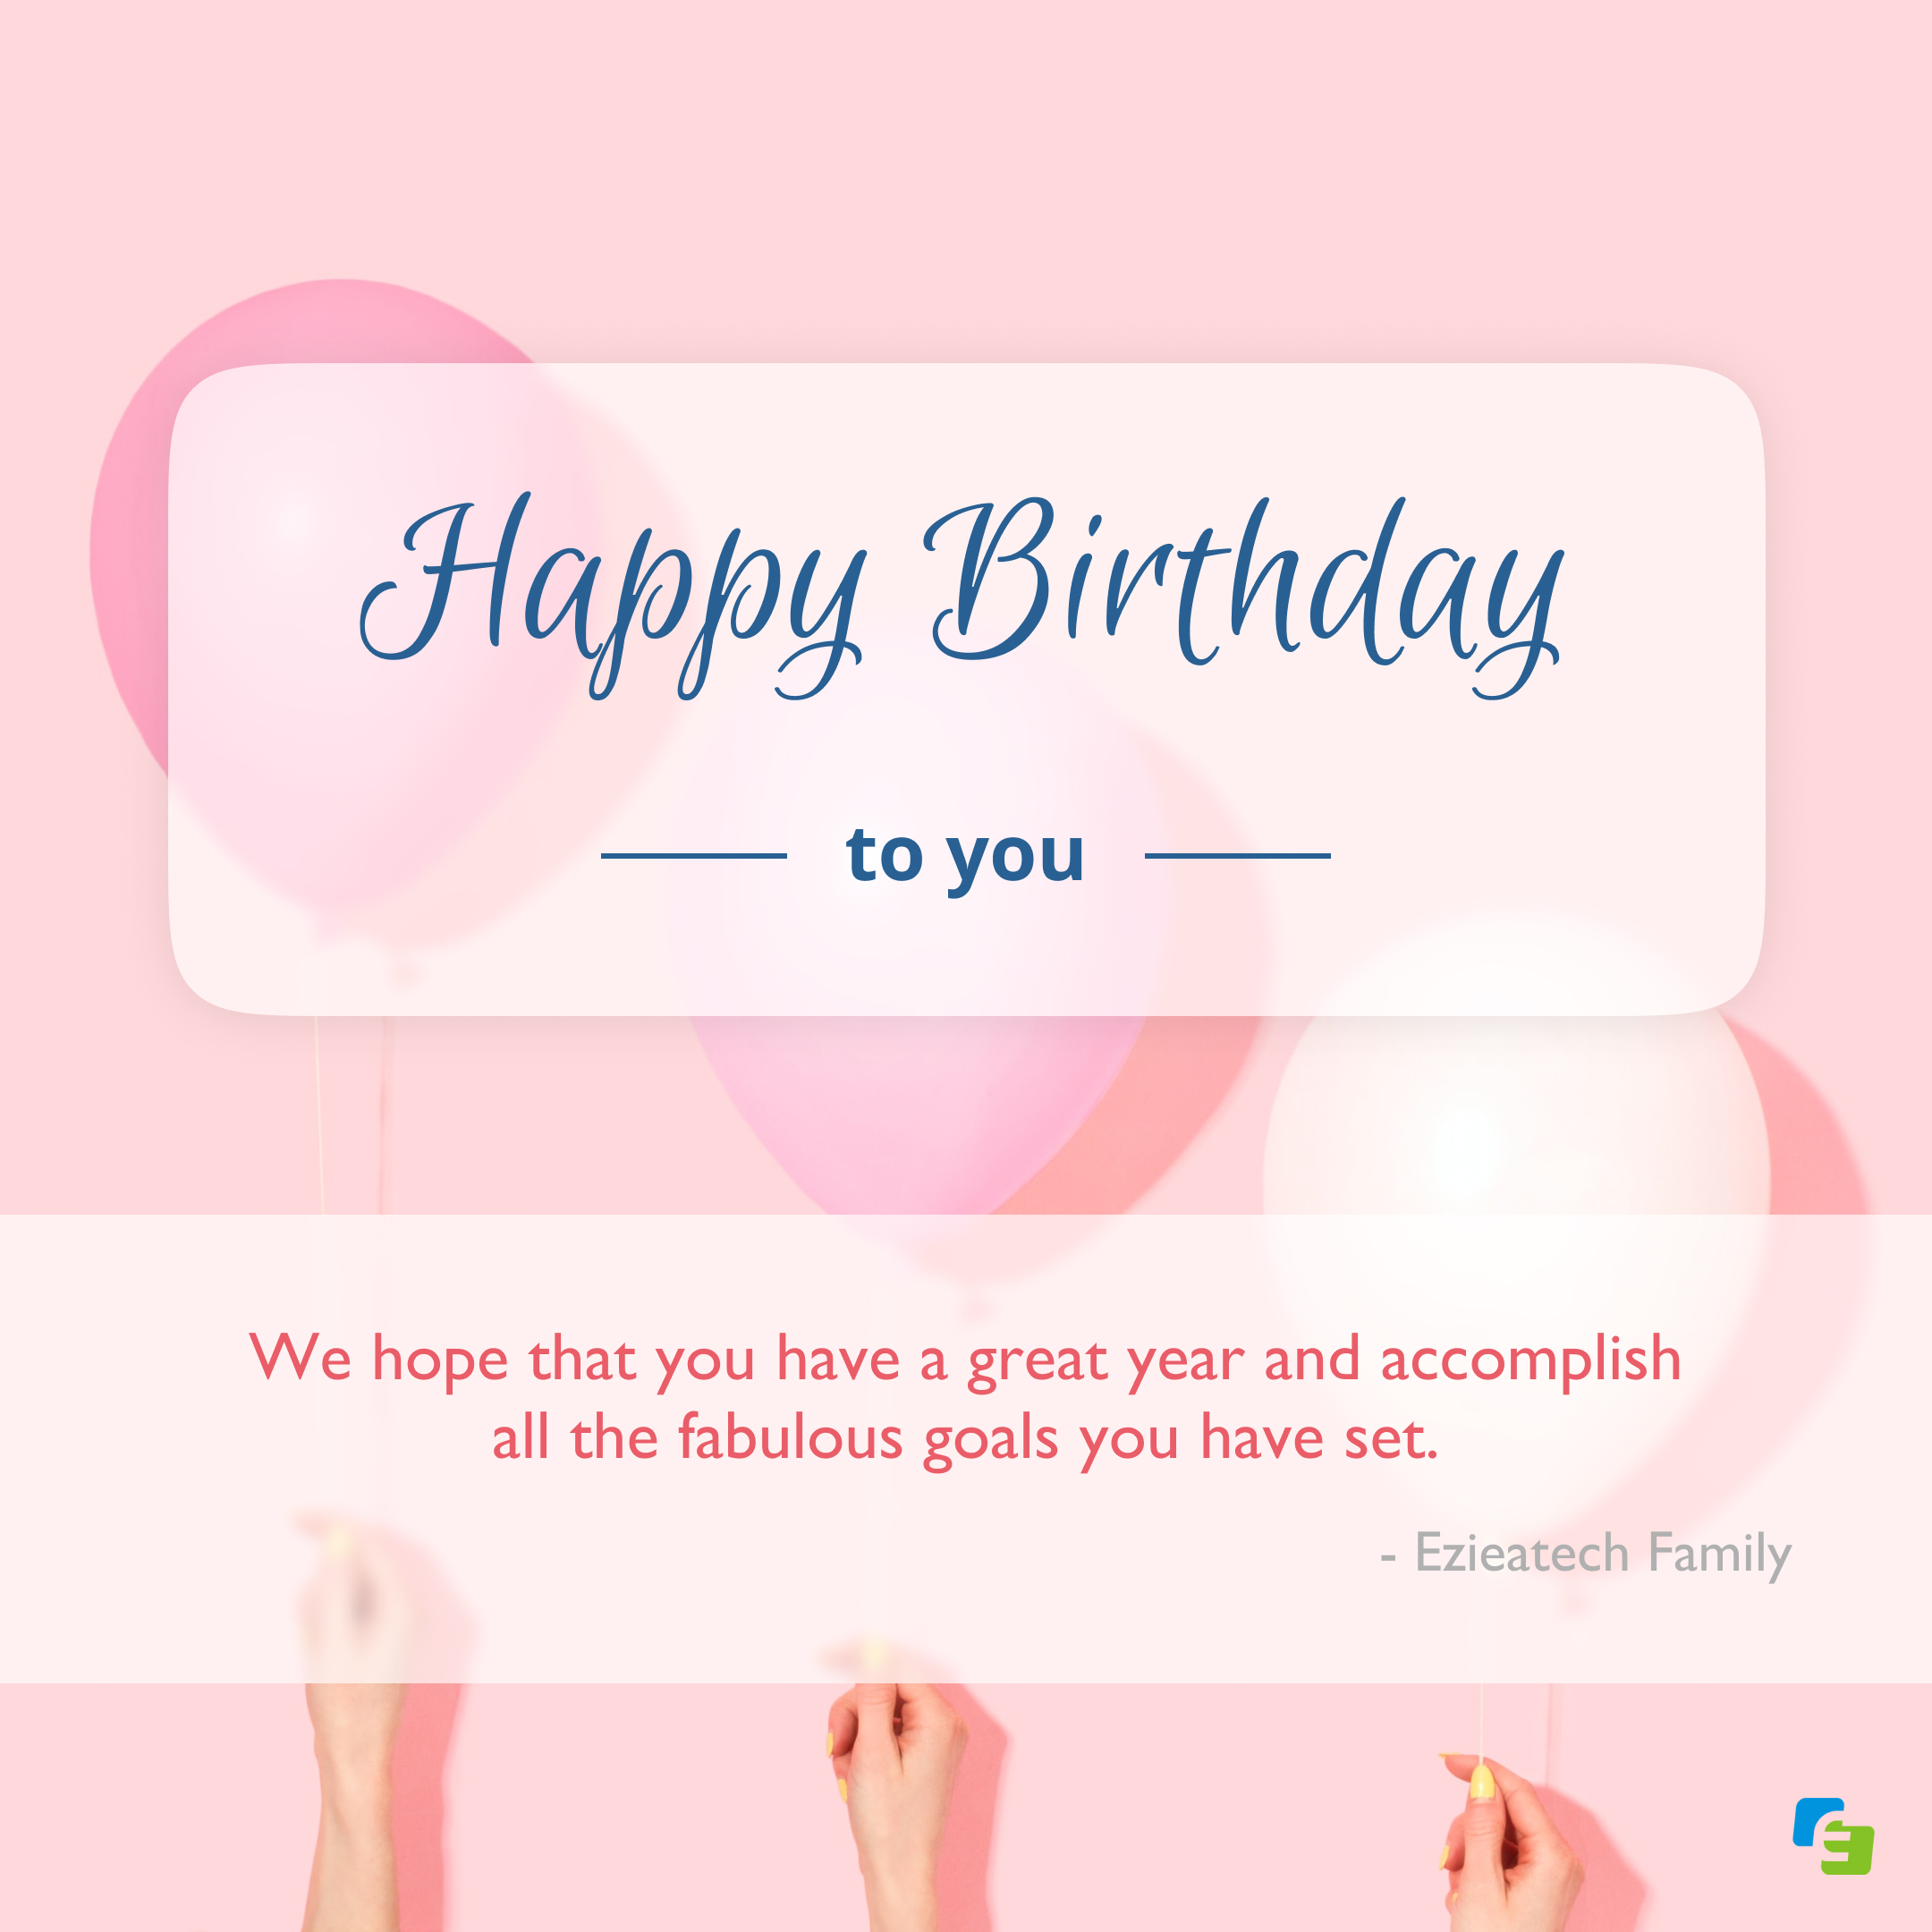 Happy Birthday
to you
We hope that you have a great year and accomplish
all the fabulous goals you have set.
- Ezieatech Family